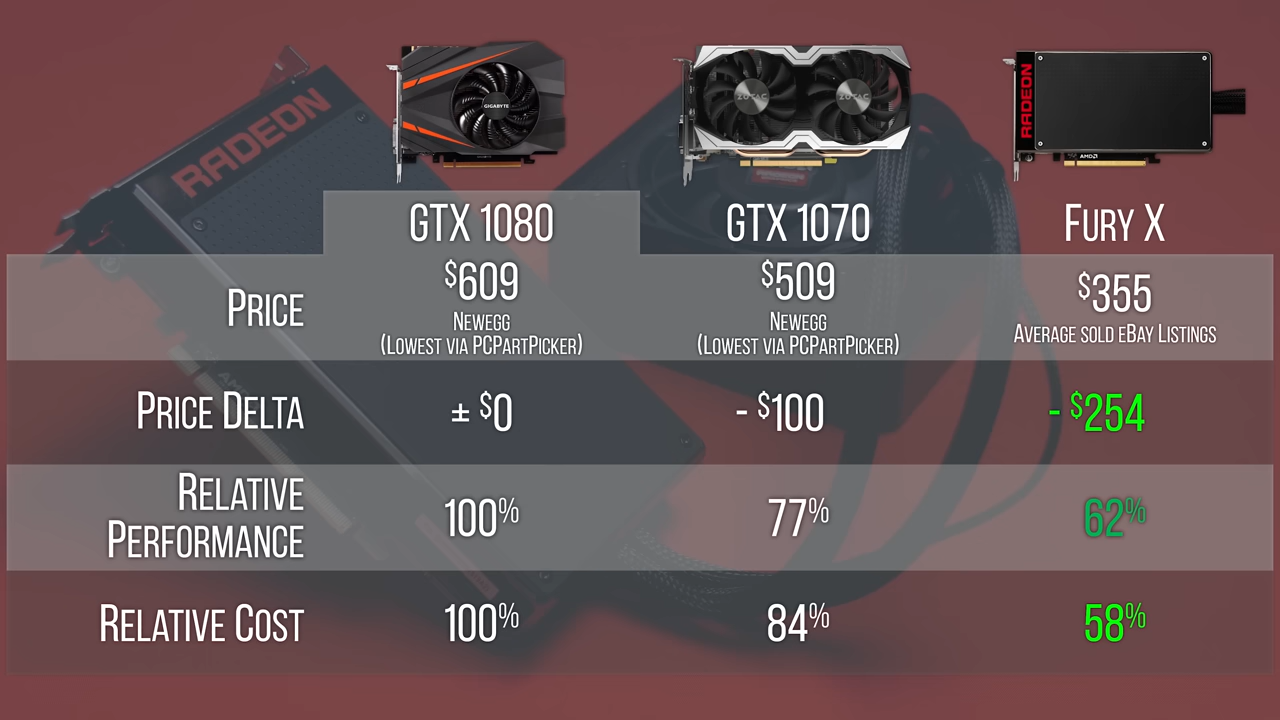 RADEON
GIGABYTE
ZOTAC
ZOTAC
RADEON
AMD
GTX 1080
GTX 1070
FURY X
PRICE
$609
NEWEGG
(LOWEST VIA PCPARTPICKER)
$509
NEWEGG
(LOWEST VIA PCPARTPICKER)
$355
AVERAGE SOLD EBAY LISTINGS
PRICE DELTA
± $0
- $100
- $254
RELATIVE
PERFORMANCE
100%
77%
62%
RELATIVE COST
100%
84%
58%